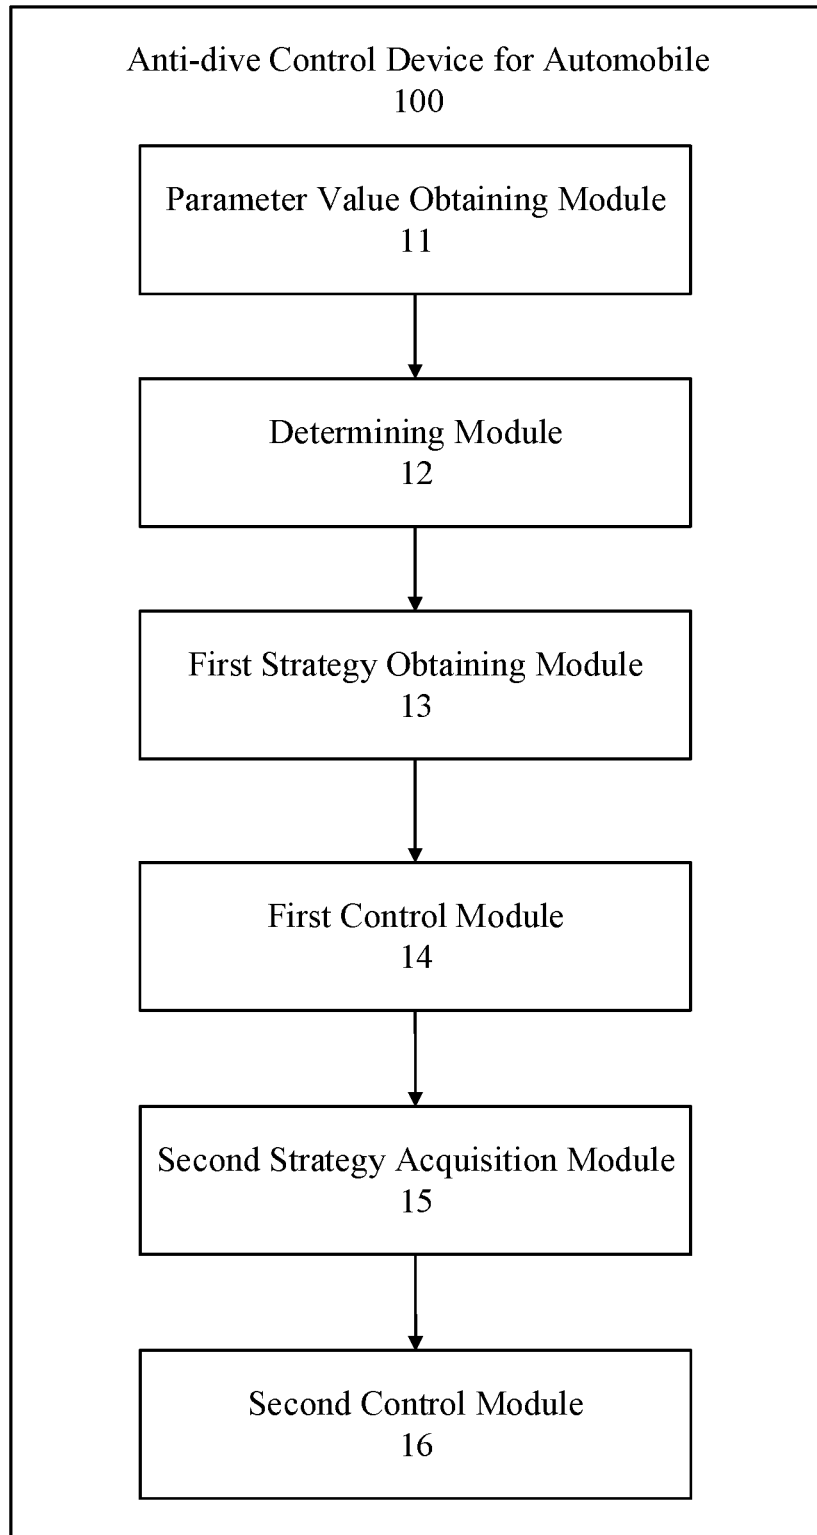 Anti-dive Control Device for Automobile
100
Parameter Value Obtaining Module
11
Determining Module
12
First Strategy Obtaining Module
13
First Control Module
14
Second Strategy Acquisition Module
15
Second Control Module
16